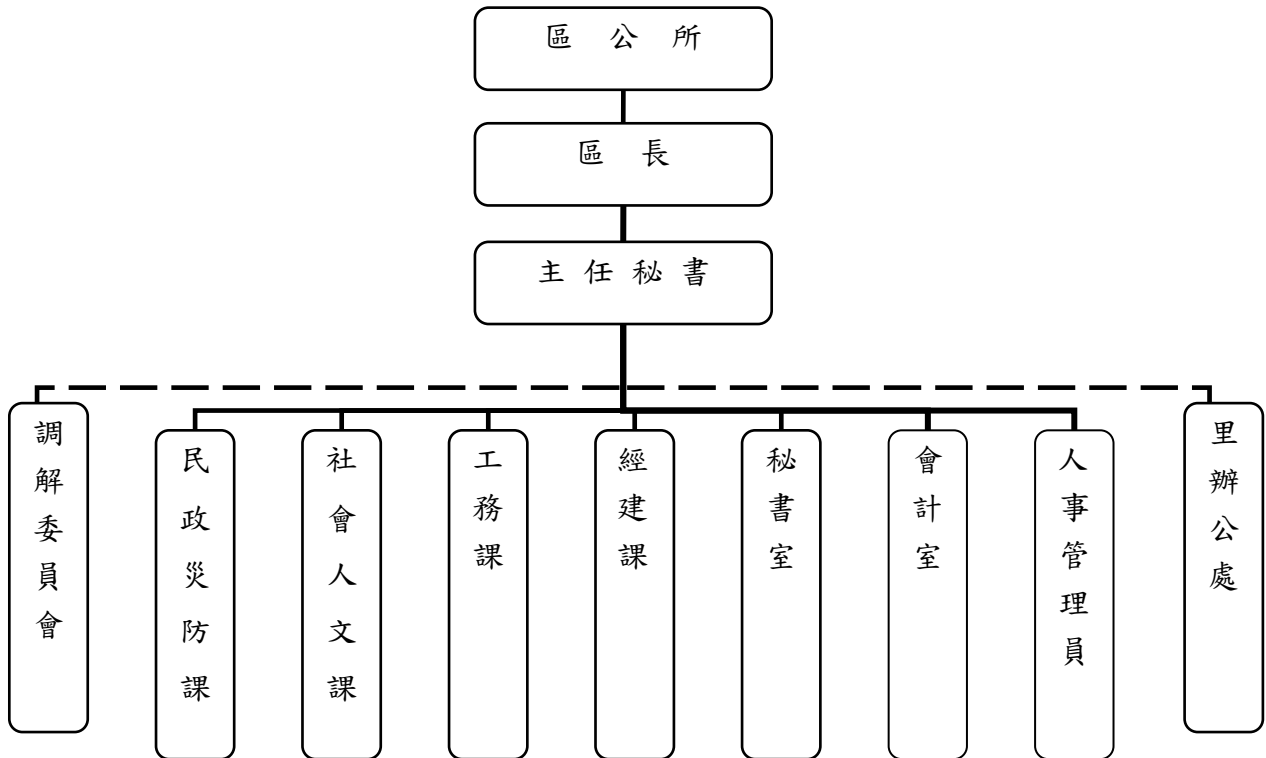 區公所
區長
主任秘書
調解委員會
民政災防課
社會人文課
工務課
經建課
秘書室
會計室
人事管理員
里辦公處